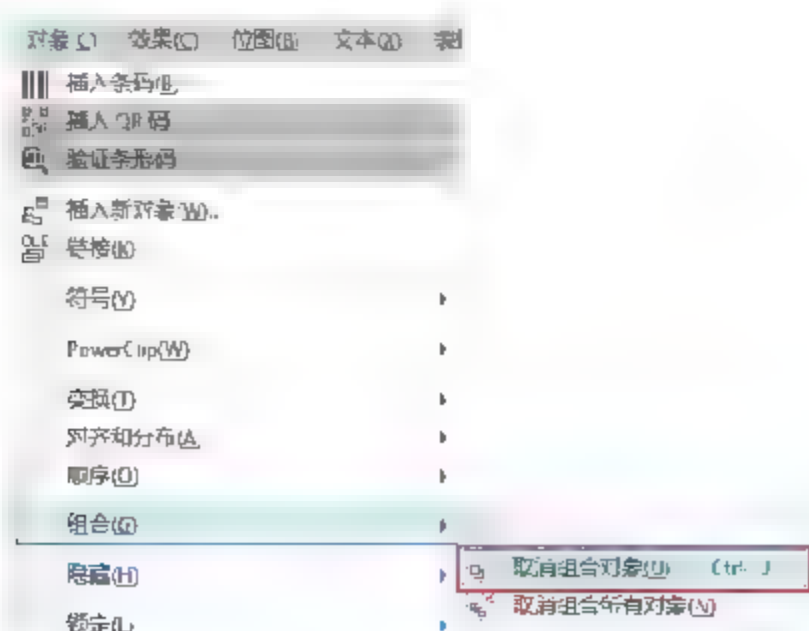 对象(C) 效果(C) 位图(B) 文本(X)
插入条码(B)
插入 QR 码
验证条形码
插入新对象(W)...
链接(K)
符号(Y)
PowerClip(W)
变换(T)
对齐和分布(A)
顺序(O)
组合(G)
隐藏(H)
取消组合对象(U) Ctrl+U
取消组合所有对象(N)
锁定(L)